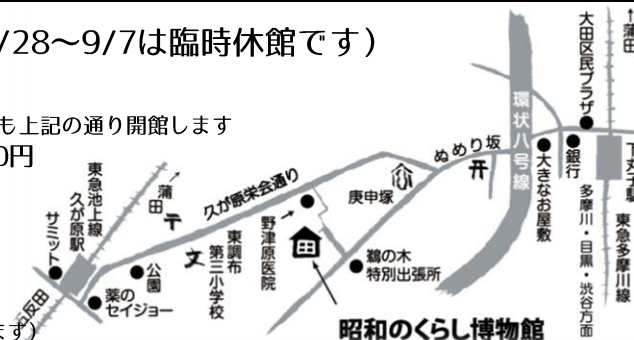 /28～9/7は臨時休館です）
も上記の通り開館します
0円
ます）
東急池上線
久が原駅
サミット
蒲田
久が原栄会通り
五反田
公園
薬の
セイジョー
東調布
第三小学校
野津原医院
庚申塚
ぬめり坂
鵜の木
特別出張所
昭和のくらし博物館
環状八号線
大きなお屋敷
銀行
大田区民プラザ
↑蒲田
下丸子駅
東急多摩川線
多摩川・目黒・渋谷方面